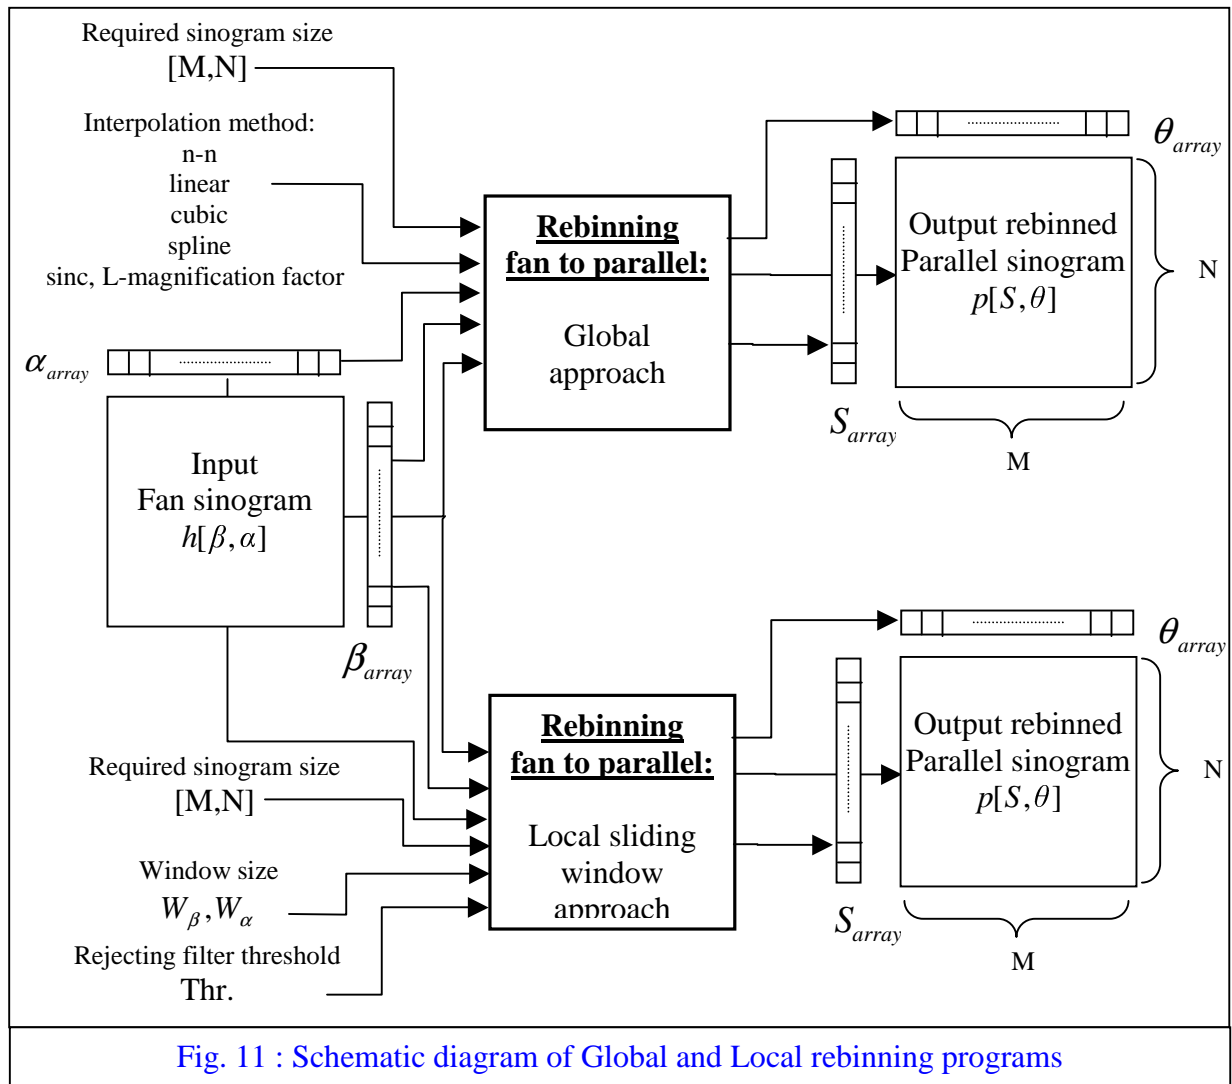 Required sinogram size
[M,N]
Interpolation method:
n-n
linear
cubic
spline
sinc, L-magnification factor
α_array
Input
Fan sinogram
h[β,α]
β_array
Rebinning
fan to parallel:
Global
approach
θ_array
Output rebinned
Parallel sinogram
p[S,θ]
N
S_array
M
Required sinogram size
[M,N]
Window size
W_β, W_α
Rejecting filter threshold
Thr.
Rebinning
fan to parallel:
Local sliding
window
approach
θ_array
Output rebinned
Parallel sinogram
p[S,θ]
N
S_array
M
Fig. 11 : Schematic diagram of Global and Local rebinning programs